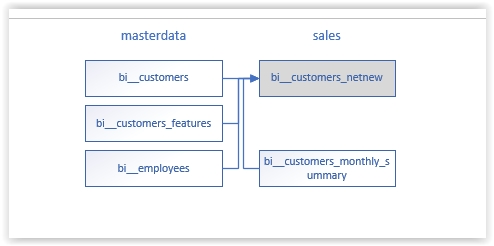 masterdata
sales
bi__customers
bi__customers_netnew
bi__customers_features
bi__employees
bi__customers_monthly_s
ummary